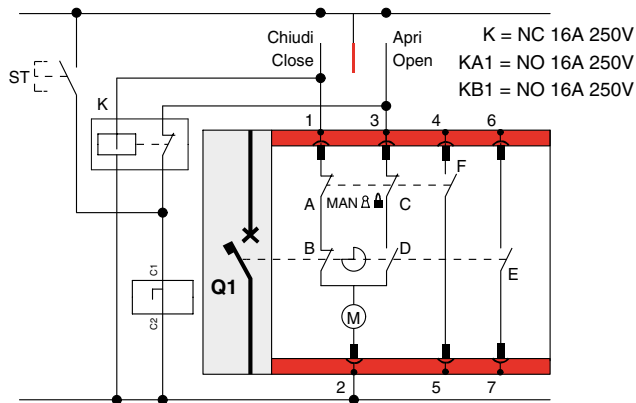 Chiudi
Close
Apri
Open
K = NC 16A 250V
KA1 = NO 16A 250V
KB1 = NO 16A 250V
ST
K
1
3
4
6
F
A
MAN
C
B
D
E
Q1
M
C1
C2
2
5
7